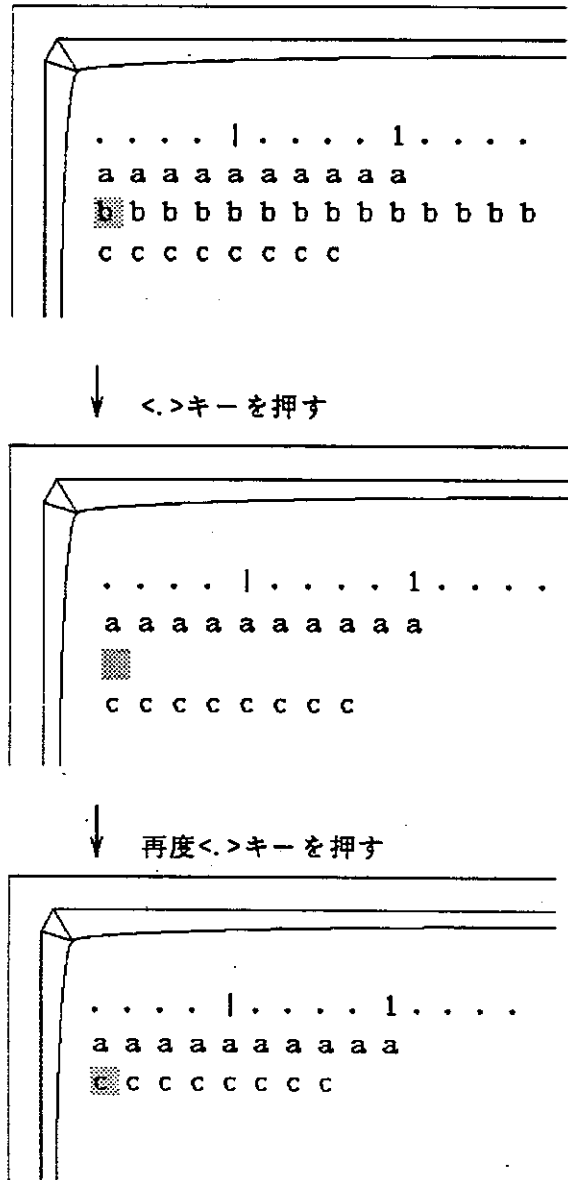 . . . . | . . . . 1 . . . .
a a a a a a a a a a
b b b b b b b b b b b b b b
c c c c c c c c
↓ <.>キーを押す
. . . . | . . . . 1 . . . .
a a a a a a a a a a
c c c c c c c c
↓ 再度<.>キーを押す
. . . . | . . . . 1 . . . .
a a a a a a a a a a
c c c c c c c c